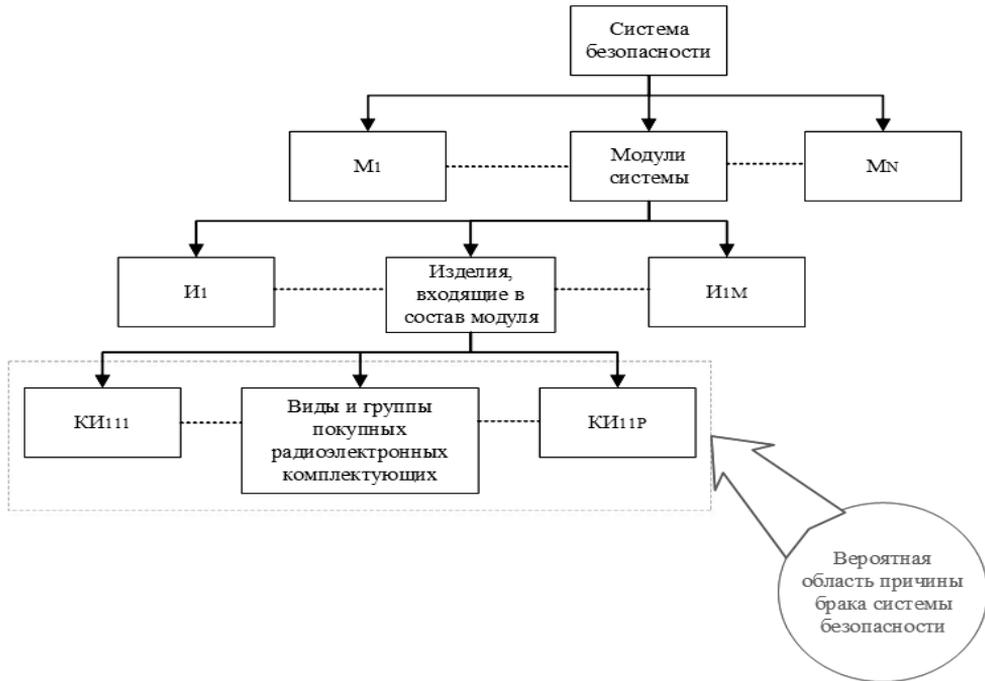 Система
безопасности
М1
Модули
системы
МN
И1
Изделия,
входящие в
состав модуля
И1М
КИ111
Виды и группы
покупных
радиоэлектронных
комплектующих
КИ11Р
Вероятная
область причины
брака системы
безопасности